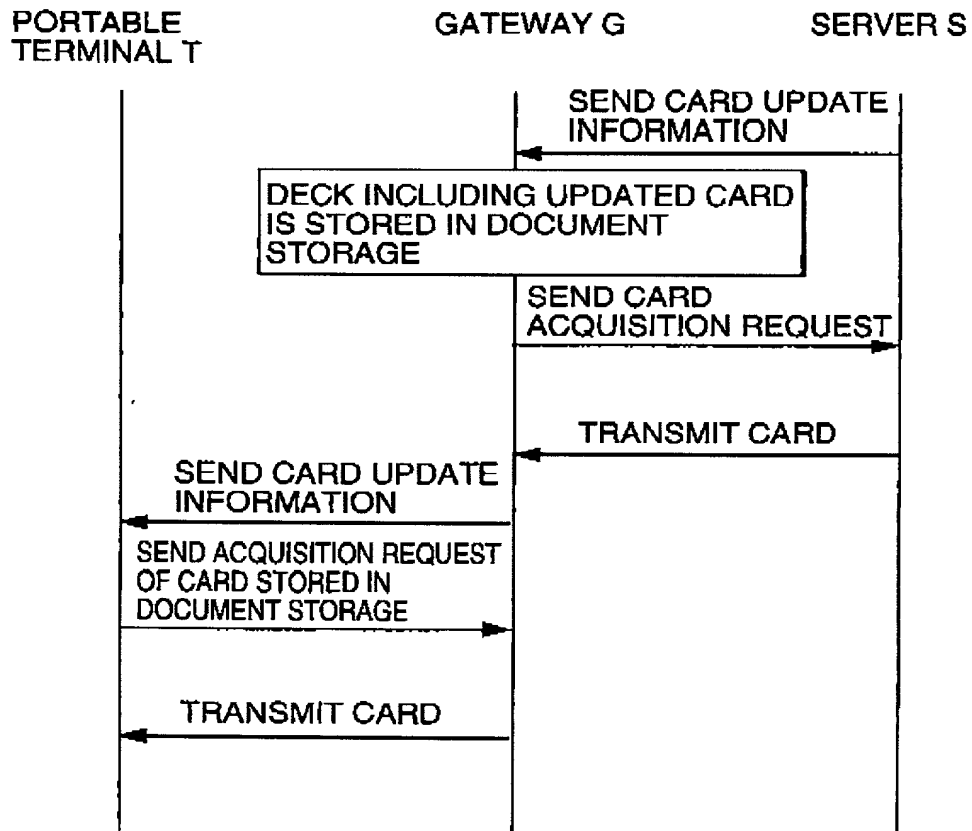 PORTABLE
TERMINAL T
GATEWAY G
SERVER S
SEND CARD UPDATE
INFORMATION
DECK INCLUDING UPDATED CARD
IS STORED IN DOCUMENT
STORAGE
SEND CARD
ACQUISITION REQUEST
TRANSMIT CARD
SEND CARD UPDATE
INFORMATION
SEND ACQUISITION REQUEST
OF CARD STORED IN
DOCUMENT STORAGE
TRANSMIT CARD